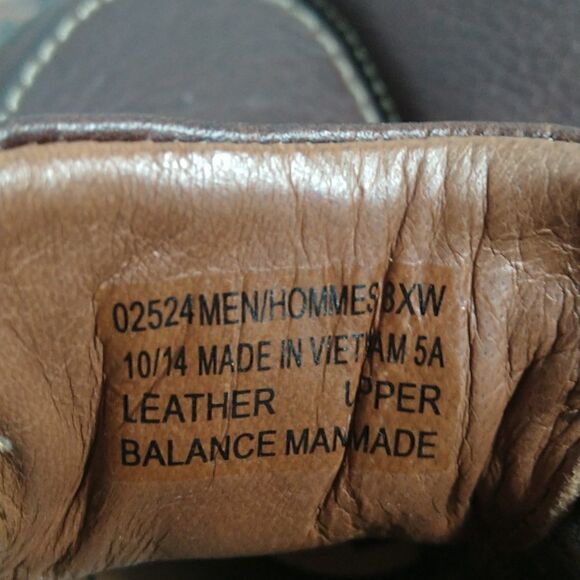 02524 MEN/HOMMES 8XW
10/14 MADE IN VIETNAM 5A
LEATHER UPPER
BALANCE MANMADE